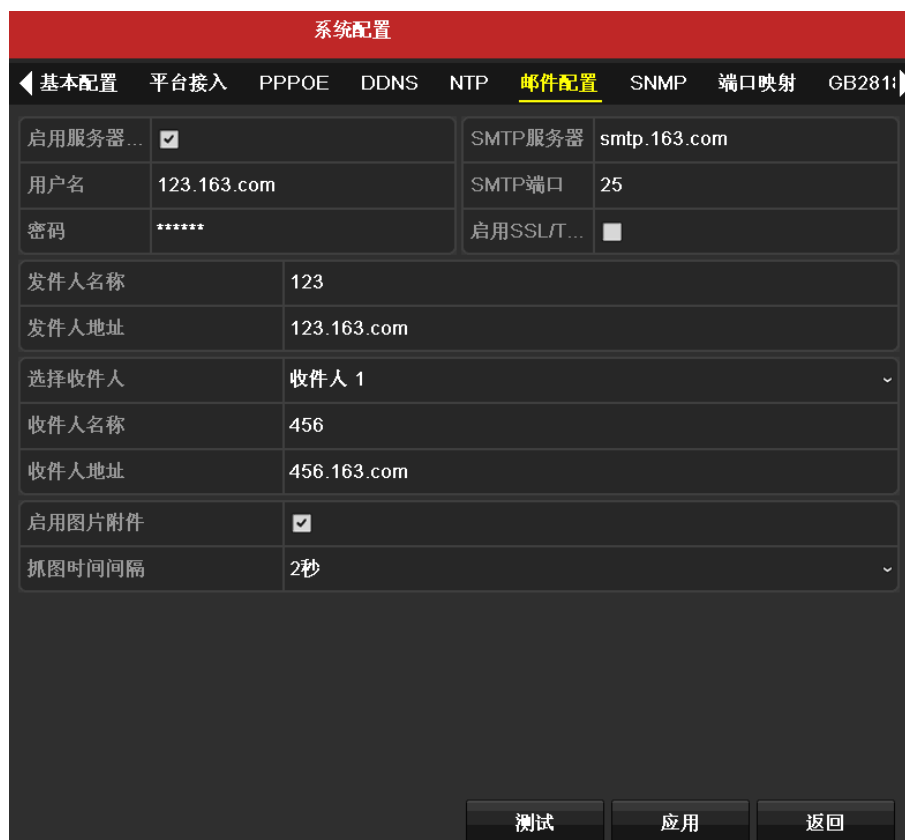 系统配置
基本配置 平台接入 PPPOE DDNS NTP 邮件配置 SNMP 端口映射 GB2818
启用服务器... SMTP服务器 smtp.163.com
用户名 123.163.com SMTP端口 25
密码 ****** 启用SSL/T...
发件人名称 123
发件人地址 123.163.com
选择收件人 收件人 1
收件人名称 456
收件人地址 456.163.com
启用图片附件
抓图时间间隔 2秒
测试 应用 返回